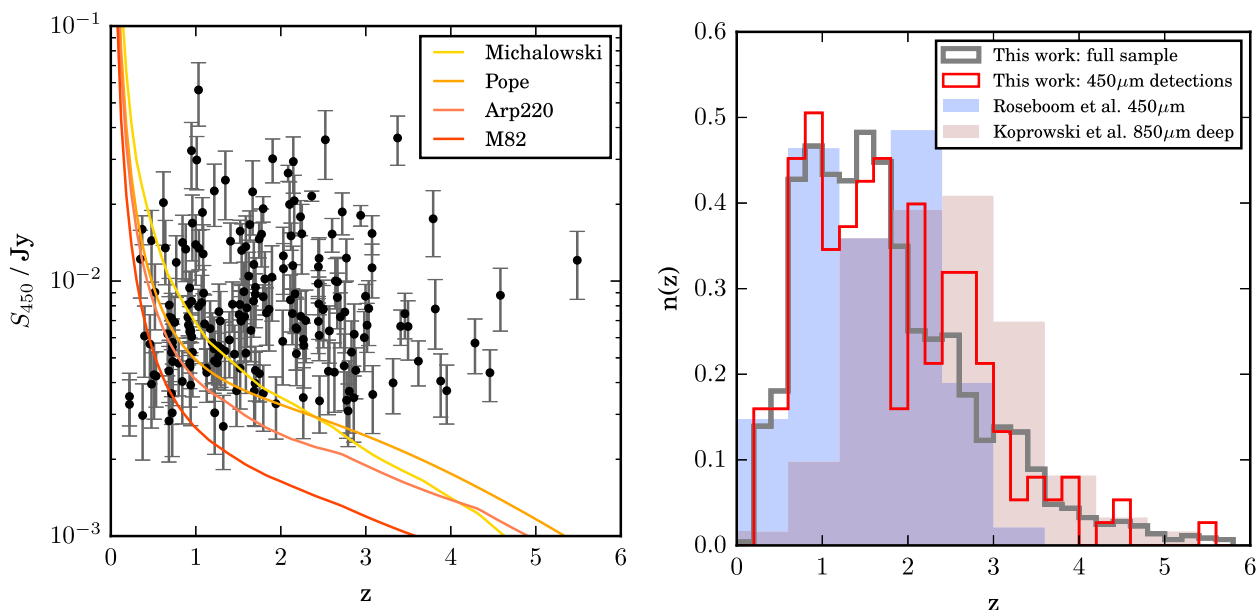 10⁻¹
10⁻²
10⁻³
S₄₅₀ / Jy
Michalowski
Pope
Arp220
M82
0 1 2 3 4 5 6
z
0.6
0.5
0.4
0.3
0.2
0.1
0.0
n(z)
This work: full sample
This work: 450μm detections
Roseboom et al. 450μm
Koprowski et al. 850μm deep
0 1 2 3 4 5 6
z